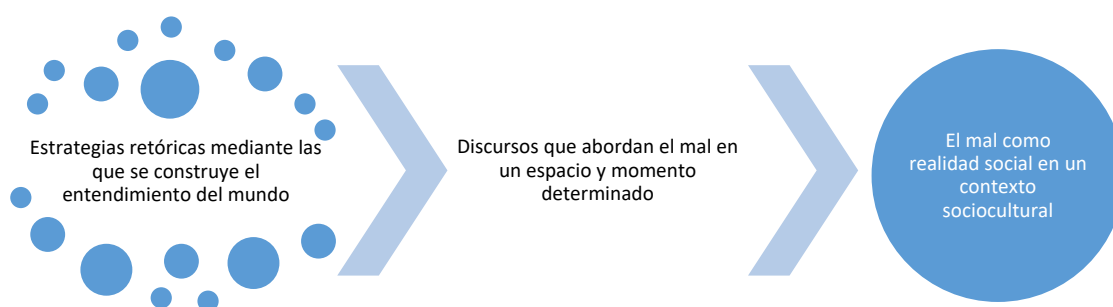 Estrategias retóricas mediante las
que se construye el
entendimiento del mundo
Discursos que abordan el mal en
un espacio y momento
determinado
El mal como
realidad social en un
contexto
sociocultural